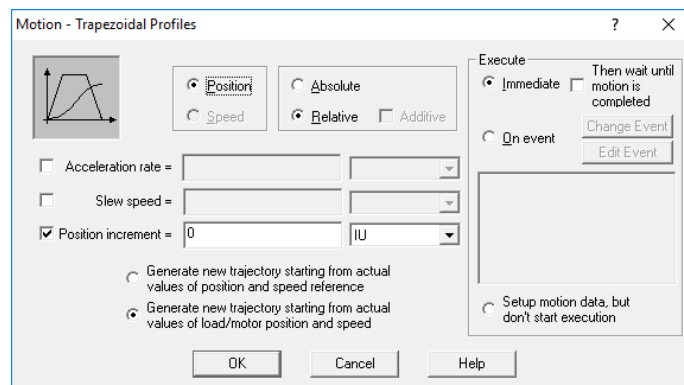 Motion - Trapezoidal Profiles
? X
Position
Speed
Absolute
Relative
Additive
Execute
Immediate
Then wait until
motion is
completed
On event
Change Event
Edit Event
Acceleration rate =
Slew speed =
Position increment = 0 IU
Generate new trajectory starting from actual
values of position and speed reference
Generate new trajectory starting from actual
values of load/motor position and speed
Setup motion data, but
don't start execution
OK
Cancel
Help